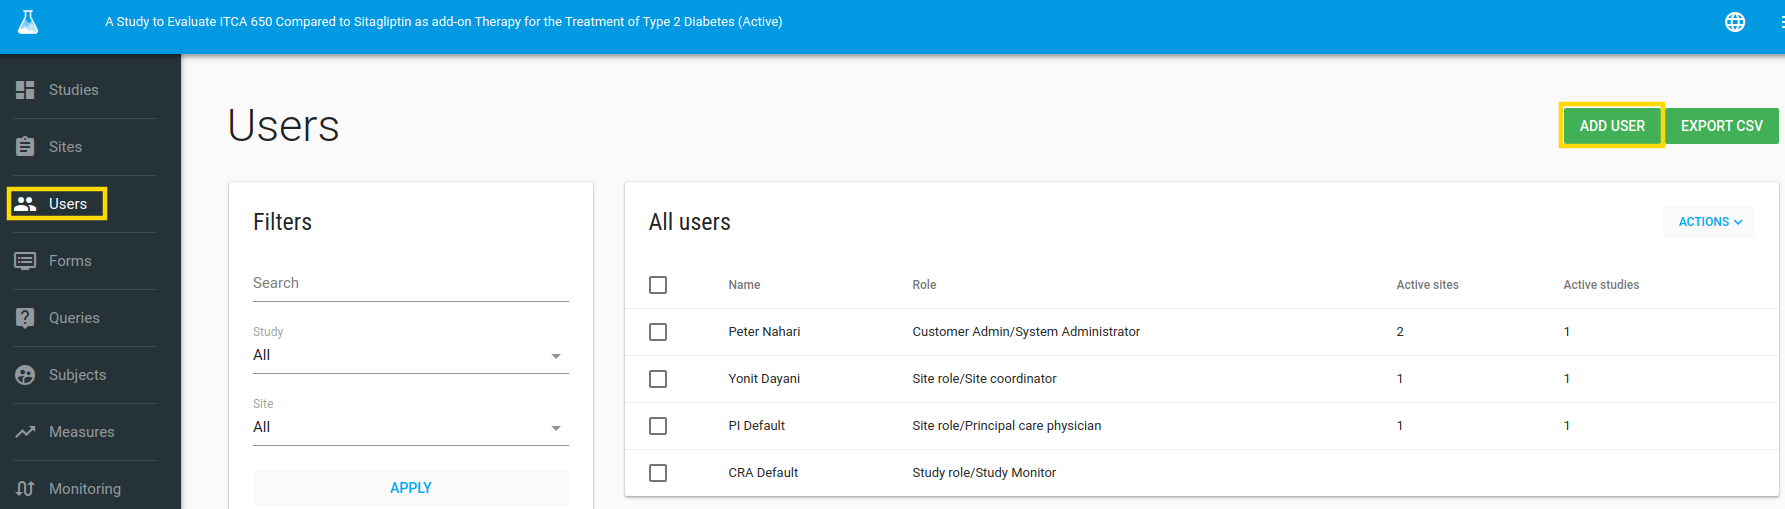 A Study to Evaluate ITCA 650 Compared to Sitagliptin as add-on Therapy for the Treatment of Type 2 Diabetes (Active)
Studies
Sites
Users
Forms
Queries
Subjects
Measures
Monitoring
Users
ADD USER
EXPORT CSV
Filters
Search
Study
All
Site
All
APPLY
All users
ACTIONS
Name Role Active sites Active studies
Peter Nahari Customer Admin/System Administrator 2 1
Yonit Dayani Site role/Site coordinator 1 1
PI Default Site role/Principal care physician 1 1
CRA Default Study role/Study Monitor